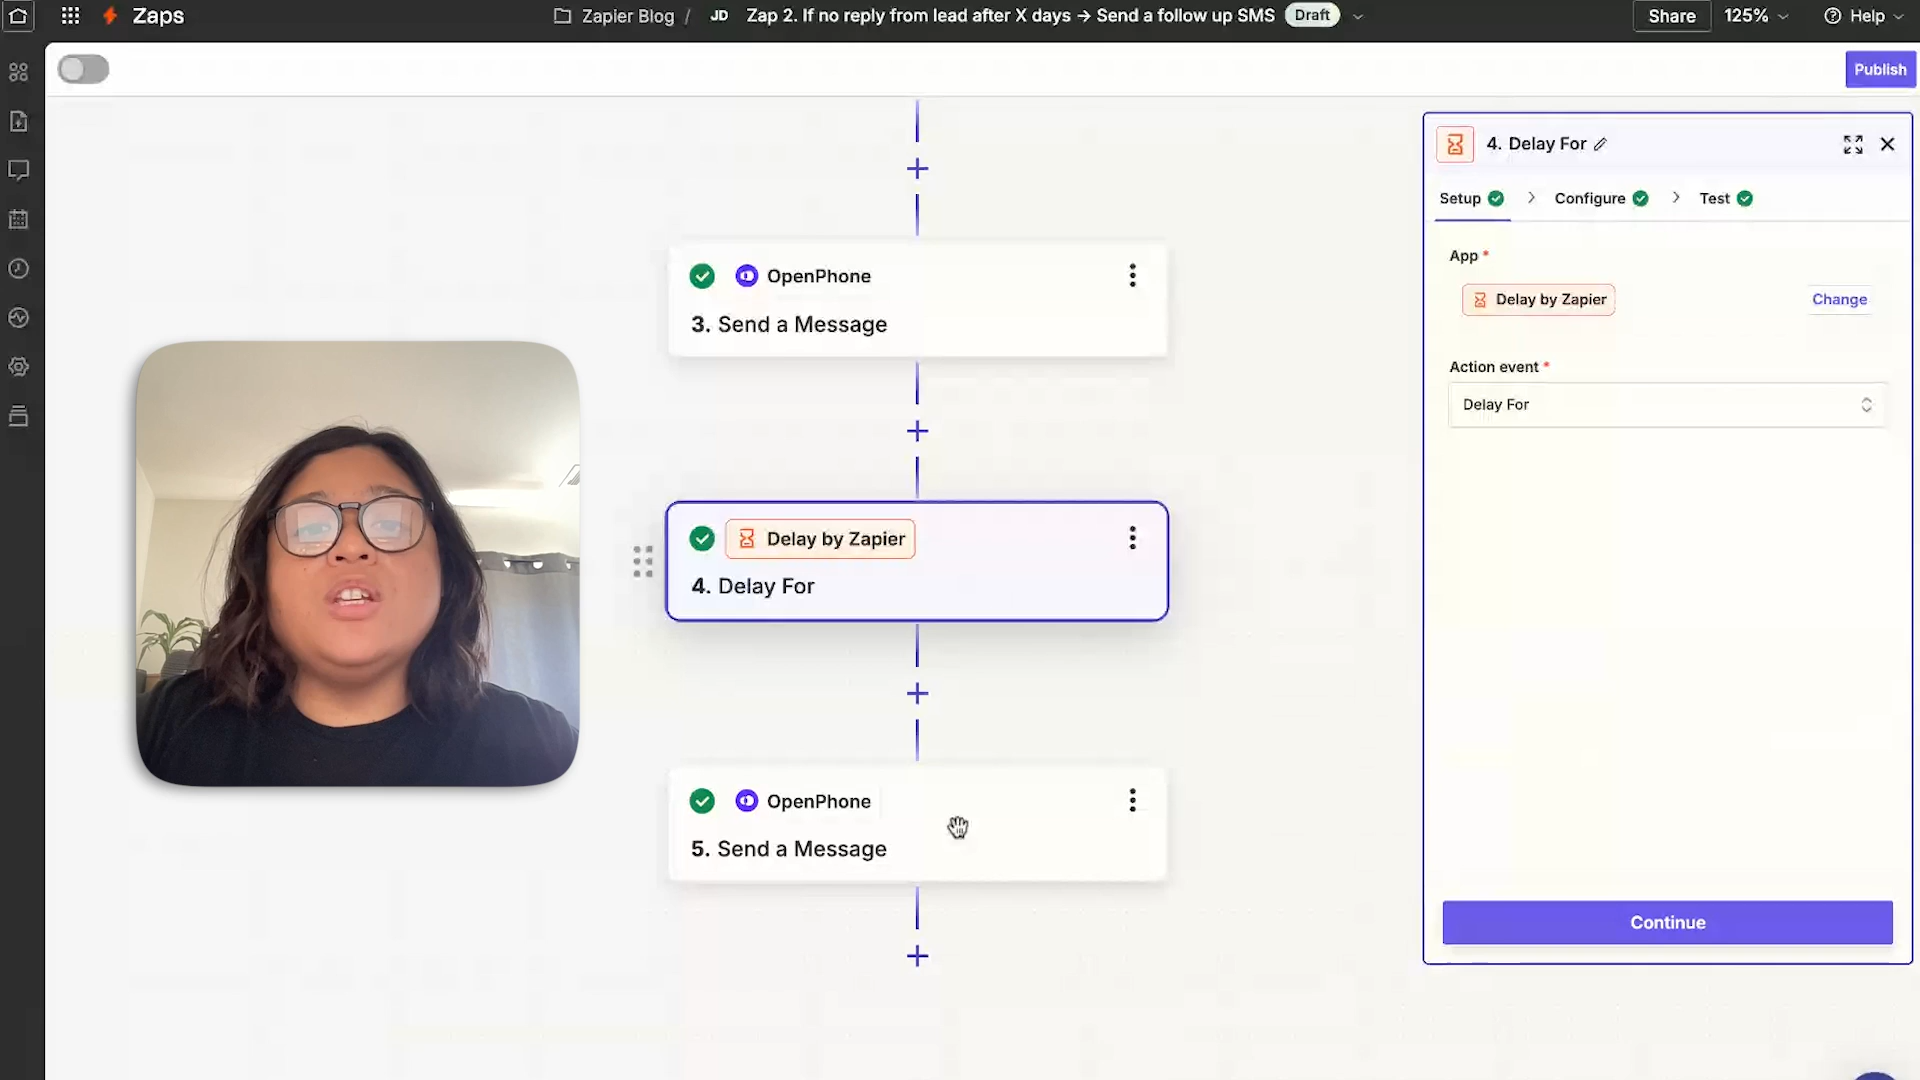 Zaps
Zapier Blog / JD Zap 2. If no reply from lead after X days → Send a follow up SMS Draft
Share 125% Help
Publish
OpenPhone
3. Send a Message
Delay by Zapier
4. Delay For
OpenPhone
5. Send a Message
4. Delay For
Setup > Configure > Test
App *
Delay by Zapier Change
Action event *
Delay For
Continue